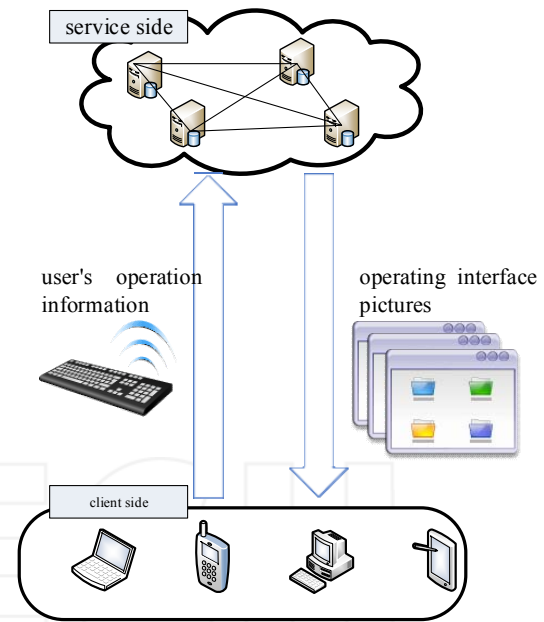 service side
user's operation
information
operating interface
pictures
client side